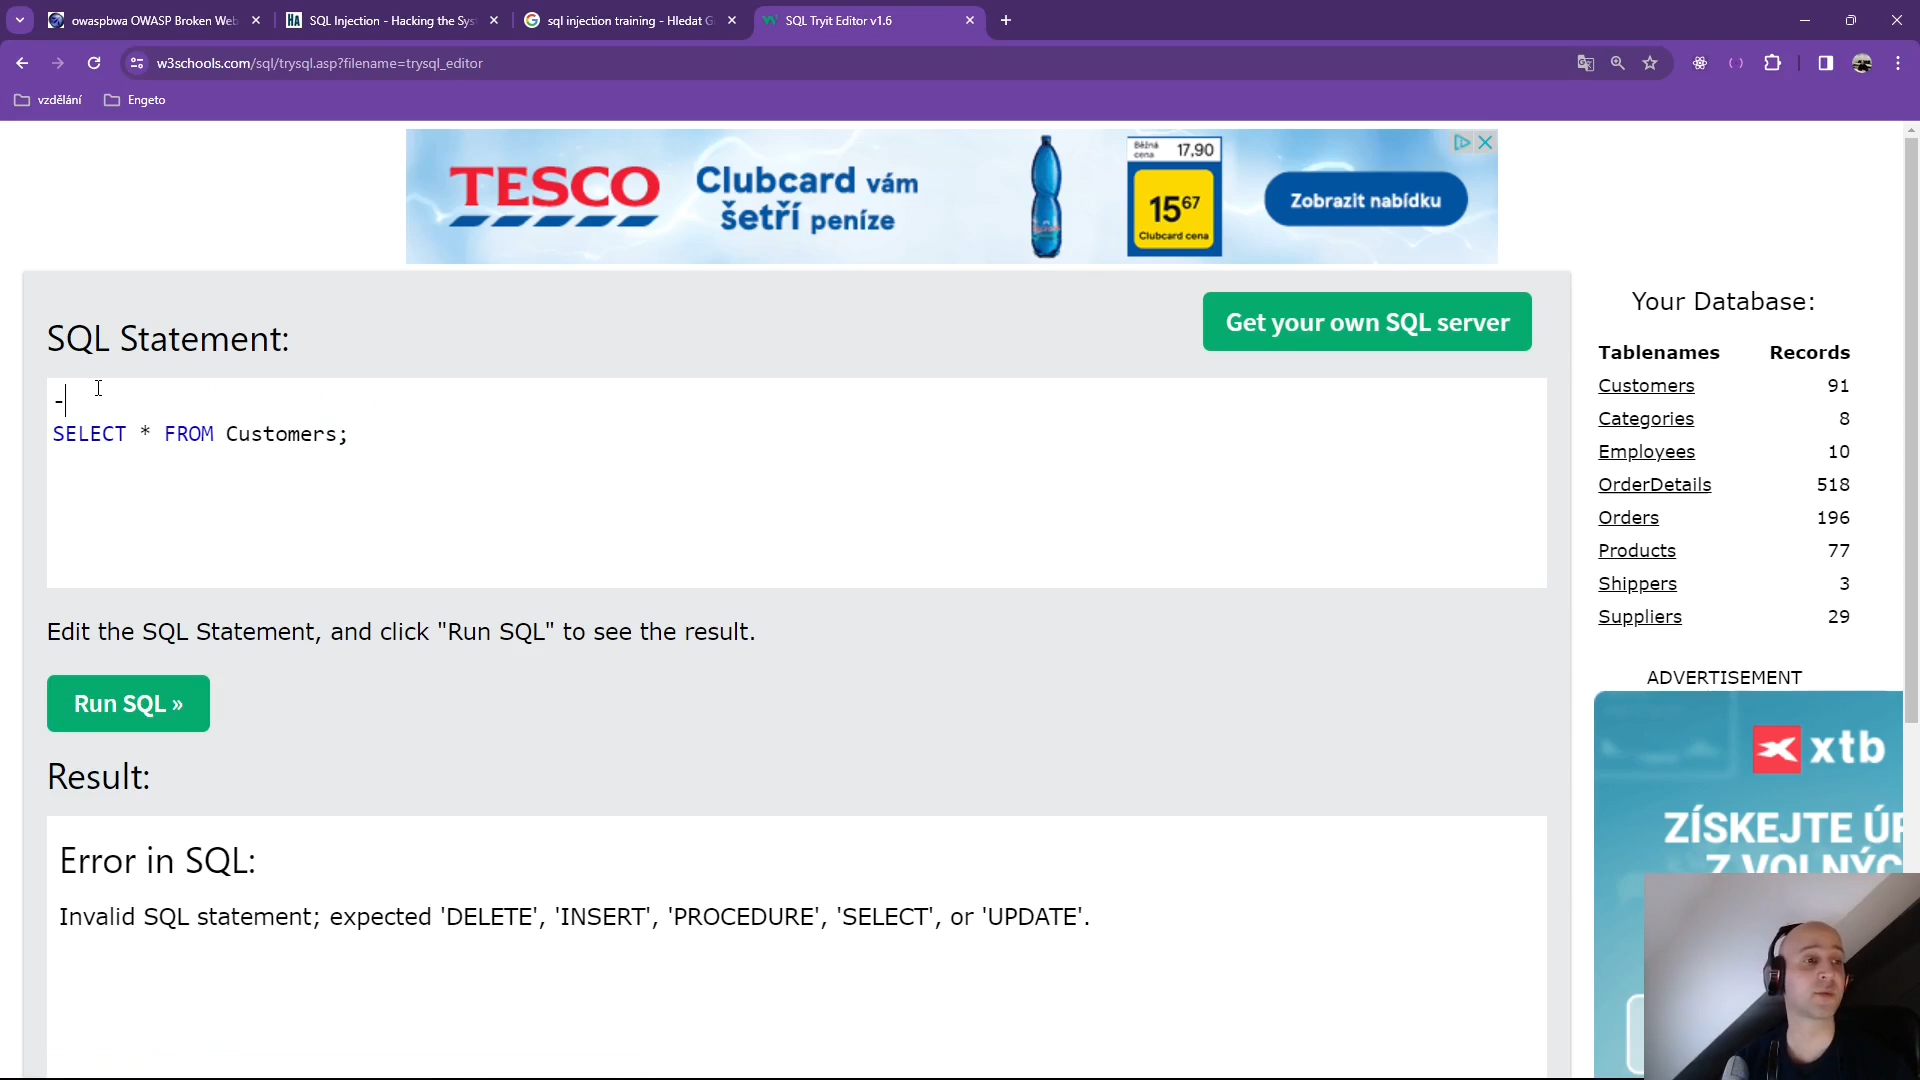 owaspbwa OWASP Broken Web
SQL Injection - Hacking the Sys
sql injection training - Hledat G
SQL Tryit Editor v1.6
w3schools.com/sql/trysql.asp?filename=trysql_editor
vzdělání
Engeto
TESCO
Clubcard vám
šetří peníze
Běžná
cena
17,90
15 67
Clubcard cena
Zobrazit nabídku
SQL Statement:
Get your own SQL server
-
SELECT * FROM Customers;
Edit the SQL Statement, and click "Run SQL" to see the result.
Run SQL »
Result:
Error in SQL:
Invalid SQL statement; expected 'DELETE', 'INSERT', 'PROCEDURE', 'SELECT', or 'UPDATE'.
Your Database:
Tablenames Records
Customers 91
Categories 8
Employees 10
OrderDetails 518
Orders 196
Products 77
Shippers 3
Suppliers 29
ADVERTISEMENT
xtb
ZÍSKEJTE ÚR
Z VOLNÝC